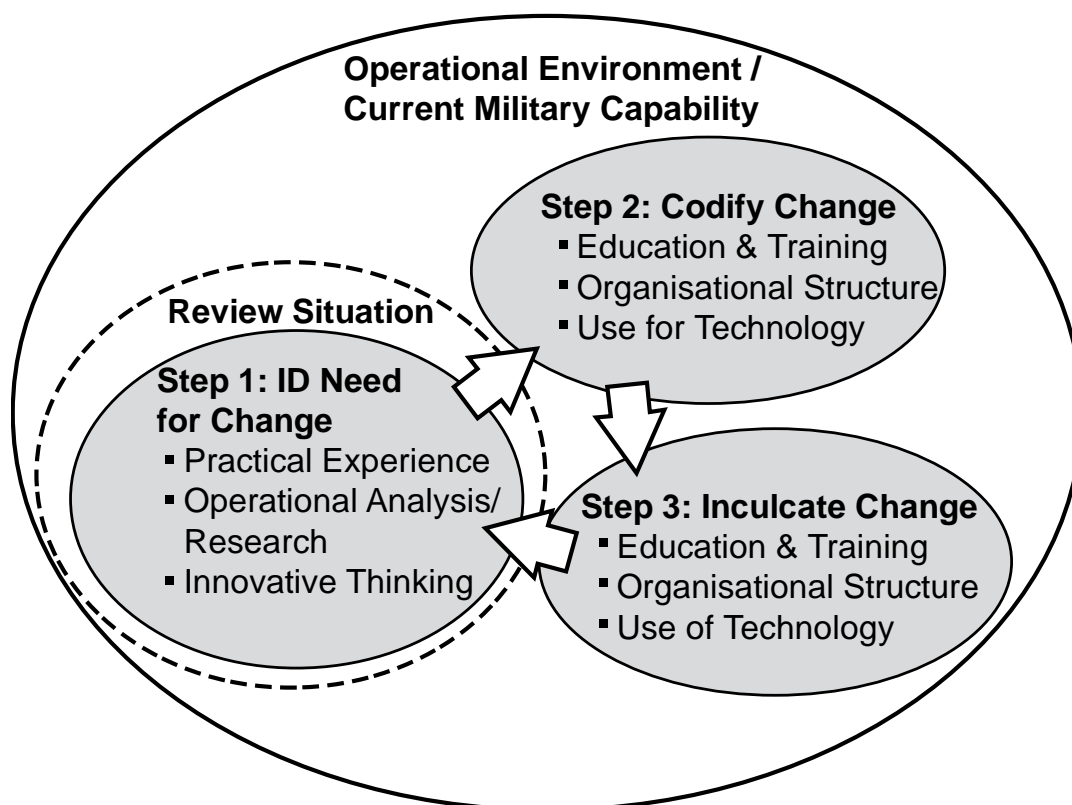 Operational Environment /
Current Military Capability
Step 2: Codify Change
▪ Education & Training
▪ Organisational Structure
▪ Use for Technology
Review Situation
Step 1: ID Need
for Change
▪ Practical Experience
▪ Operational Analysis/
Research
▪ Innovative Thinking
Step 3: Inculcate Change
▪ Education & Training
▪ Organisational Structure
▪ Use of Technology